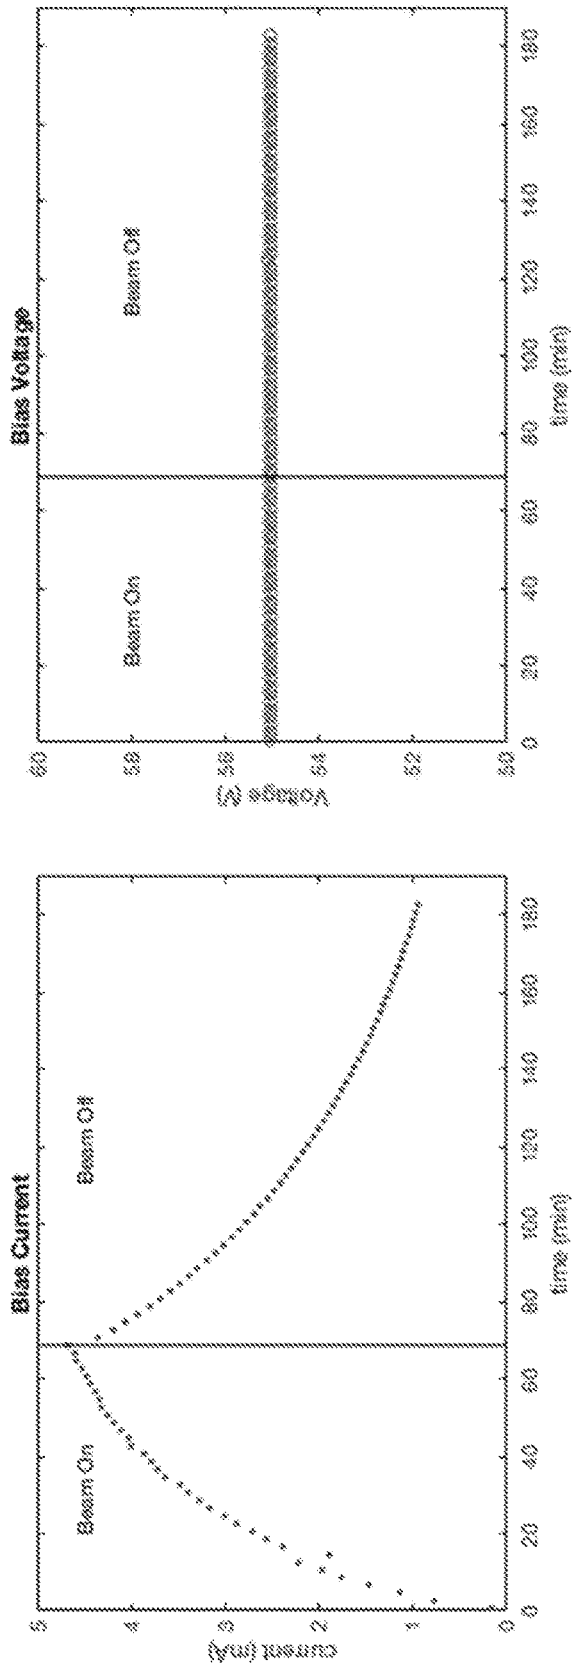 Bias Current
5
4
3
2
1
0
current (mA)
Beam On
Beam Off
0 20 40 60 80 100 120 140 160 180
time (min)
Bias Voltage
60
58
56
54
52
50
Voltage (V)
Beam On
Beam Off
0 20 40 60 80 100 120 140 160 180
time (min)